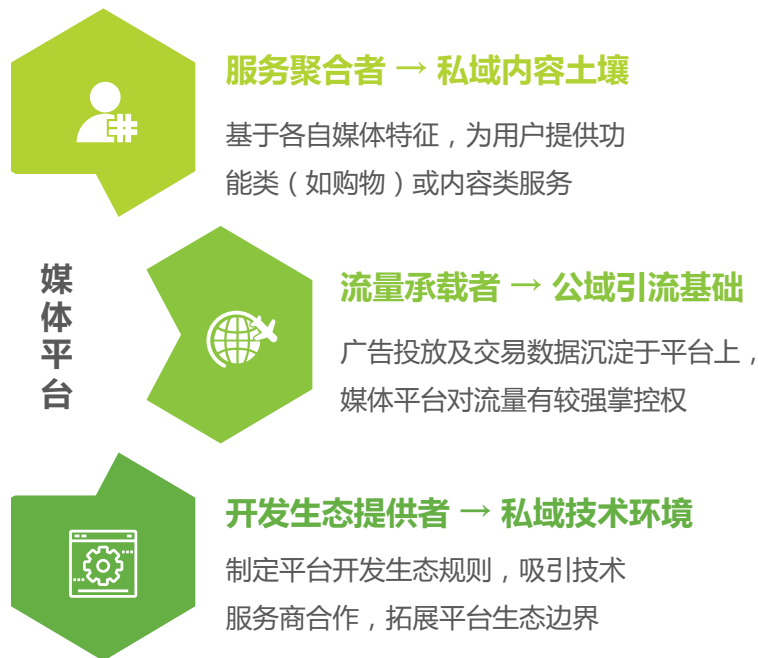 服务聚合者 → 私域内容土壤
基于各自媒体特征，为用户提供功
能类（如购物）或内容类服务
媒体平台
流量承载者 → 公域引流基础
广告投放及交易数据沉淀于平台上，
媒体平台对流量有较强掌控权
开发生态提供者 → 私域技术环境
制定平台开发生态规则，吸引技术
服务商合作，拓展平台生态边界